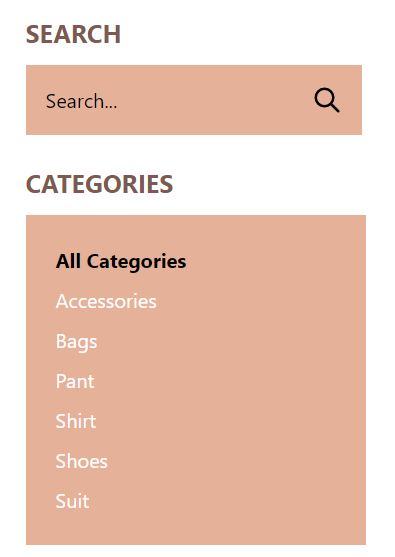 SEARCH
Search...
CATEGORIES
All Categories
Accessories
Bags
Pant
Shirt
Shoes
Suit